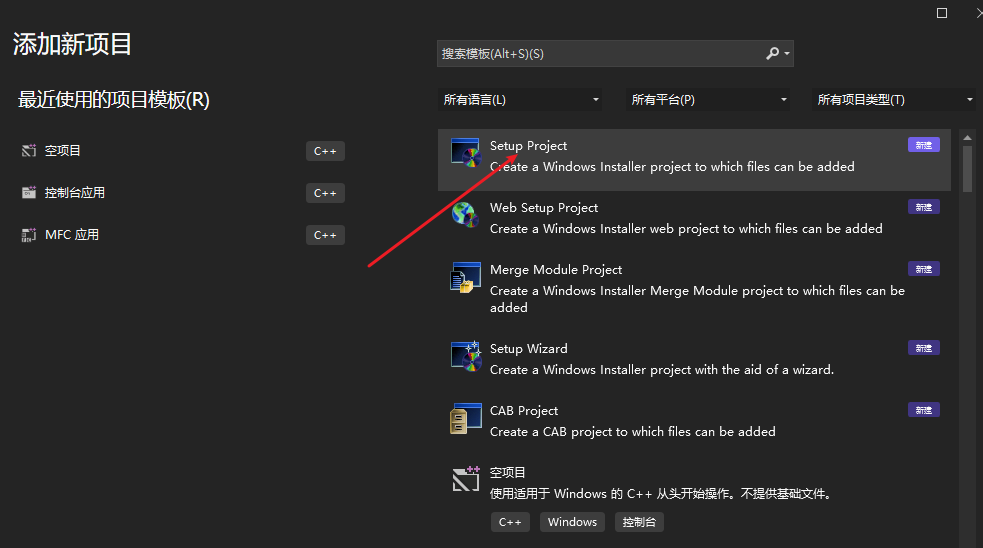 添加新项目
最近使用的项目模板(R)
空项目
C++
控制台应用
C++
MFC 应用
C++
搜索模板(Alt+S)(S)
所有语言(L)
所有平台(P)
所有项目类型(T)
Setup Project
新建
Create a Windows Installer project to which files can be added
Web Setup Project
新建
Create a Windows Installer web project to which files can be added
Merge Module Project
新建
Create a Windows Installer Merge Module project to which files can be
added
Setup Wizard
新建
Create a Windows Installer project with the aid of a wizard.
CAB Project
新建
Create a CAB project to which files can be added
空项目
使用适用于 Windows 的 C++ 从头开始操作。不提供基础文件。
C++
Windows
控制台